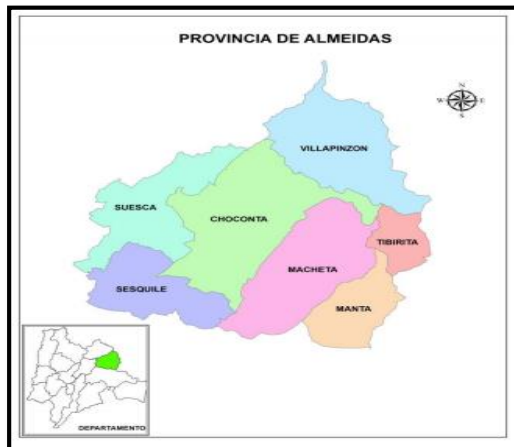 PROVINCIA DE ALMEIDAS
N
W E
S
VILLAPINZON
SUESCA
CHOCONTA
TIBIRITA
MACHETA
SESQUILE
MANTA
DEPARTAMENTO